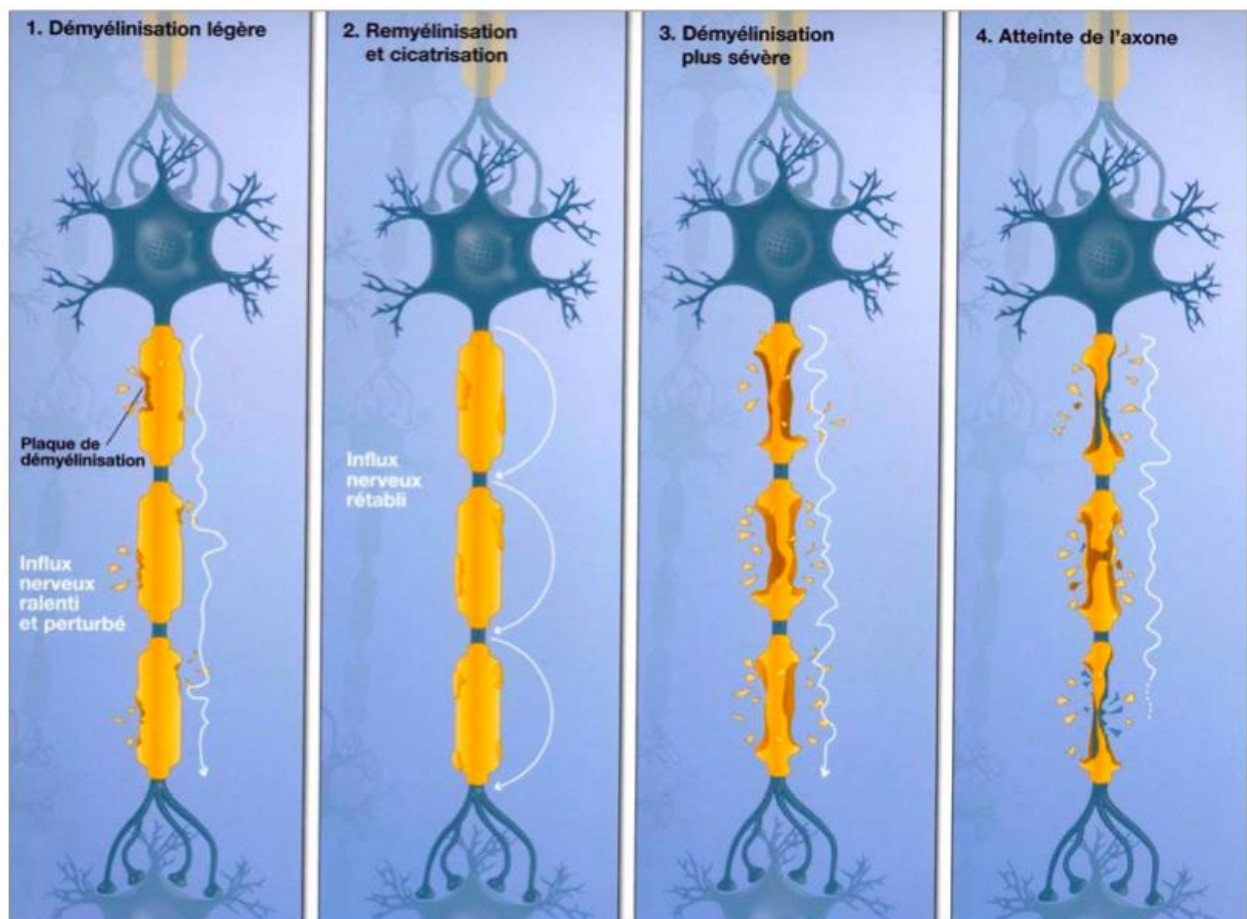 1. Démyélinisation légère
Plaque de
démyélinisation
Influx
nerveux
ralenti
et perturbé
2. Remyélinisation
et cicatrisation
Influx
nerveux
rétabli
3. Démyélinisation
plus sévère
4. Atteinte de l'axone